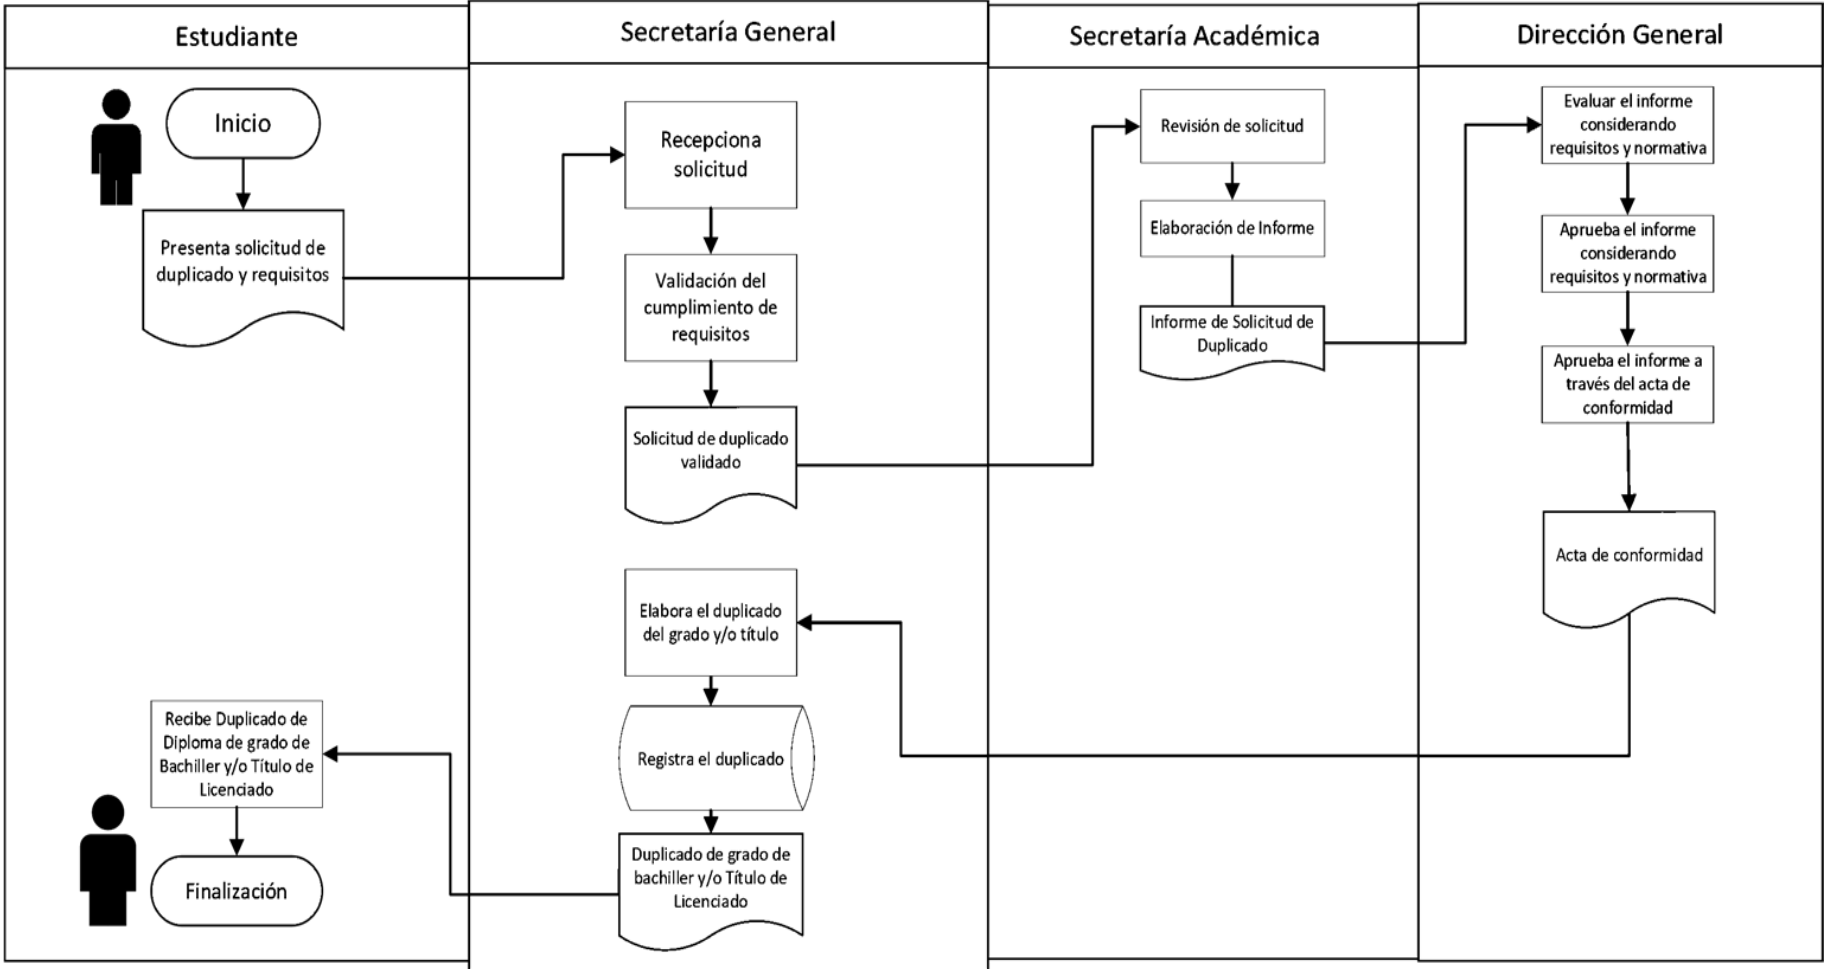 Estudiante
Secretaría General
Secretaría Académica
Dirección General
Inicio
Presenta solicitud de
duplicado y requisitos
Recepciona
solicitud
Validación del
cumplimiento de
requisitos
Solicitud de duplicado
validado
Revisión de solicitud
Elaboración de Informe
Informe de Solicitud de
Duplicado
Evaluar el informe
considerando
requisitos y normativa
Aprueba el informe
considerando
requisitos y normativa
Aprueba el informe a
través del acta de
conformidad
Acta de conformidad
Elabora el duplicado
del grado y/o título
Registra el duplicado
Duplicado de grado de
bachiller y/o Título de
Licenciado
Recibe Duplicado de
Diploma de grado de
Bachiller y/o Título de
Licenciado
Finalización